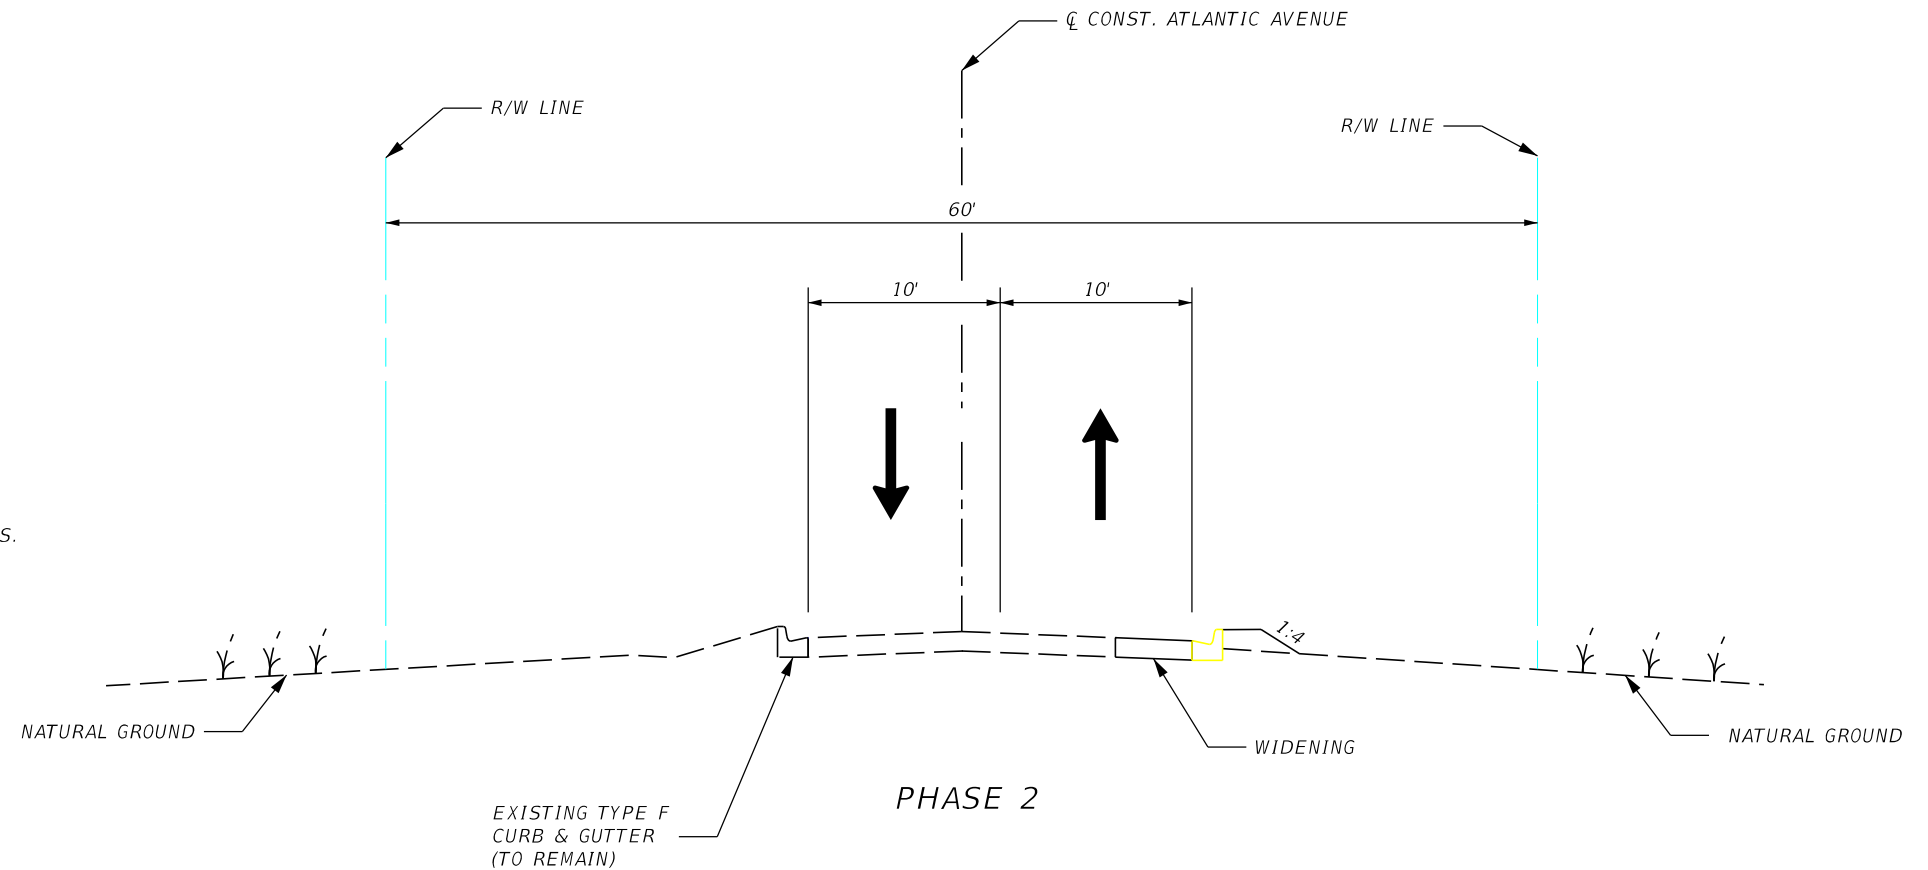 ℄ CONST. ATLANTIC AVENUE
R/W LINE
R/W LINE
60'
10'
10'
S.
1:4
NATURAL GROUND
WIDENING
NATURAL GROUND
PHASE 2
EXISTING TYPE F
CURB & GUTTER
(TO REMAIN)